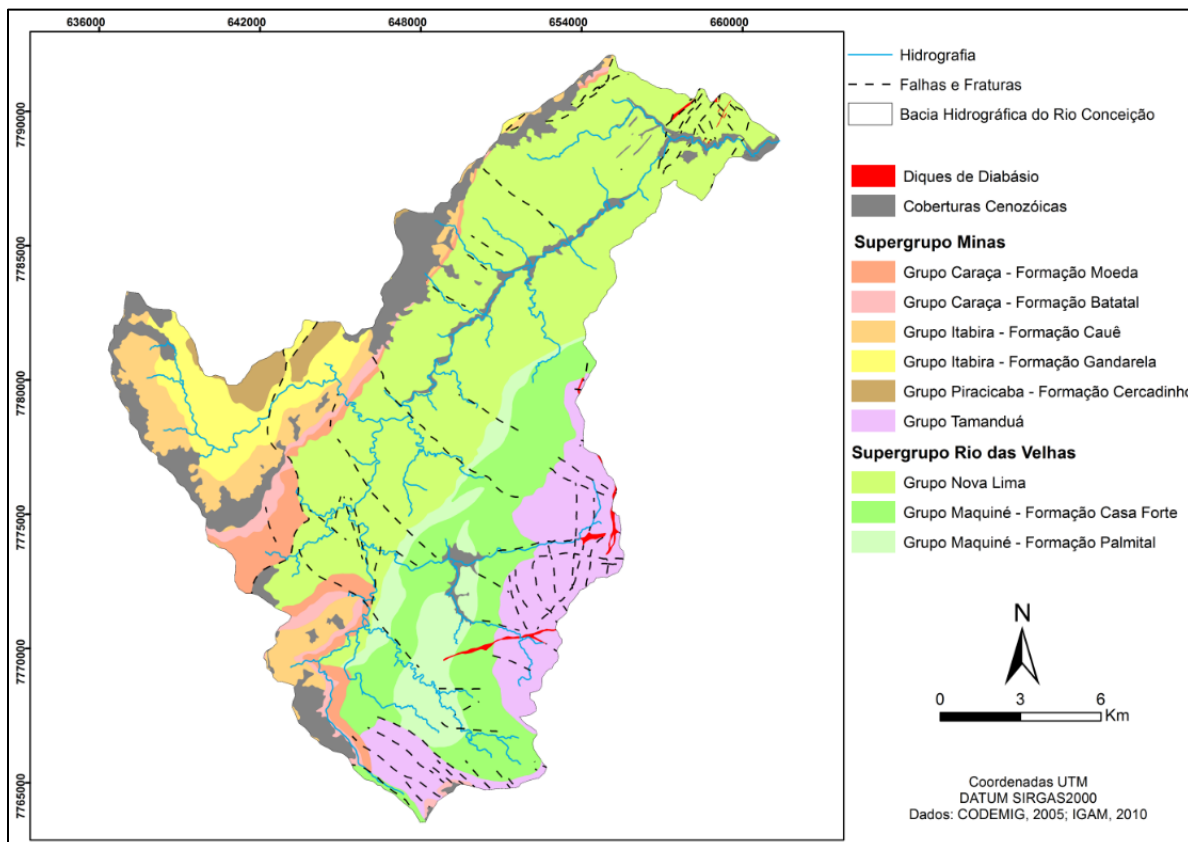 636000 642000 648000 654000 660000
7790000
7785000
7780000
7775000
7770000
7765000
Hidrografia
Falhas e Fraturas
Bacia Hidrográfica do Rio Conceição
Diques de Diabásio
Coberturas Cenozóicas
Supergrupo Minas
Grupo Caraça - Formação Moeda
Grupo Caraça - Formação Batatal
Grupo Itabira - Formação Cauê
Grupo Itabira - Formação Gandarela
Grupo Piracicaba - Formação Cercadinho
Grupo Tamanduá
Supergrupo Rio das Velhas
Grupo Nova Lima
Grupo Maquiné - Formação Casa Forte
Grupo Maquiné - Formação Palmital
N
0 3 6
Km
Coordenadas UTM
DATUM SIRGAS2000
Dados: CODEMIG, 2005; IGAM, 2010